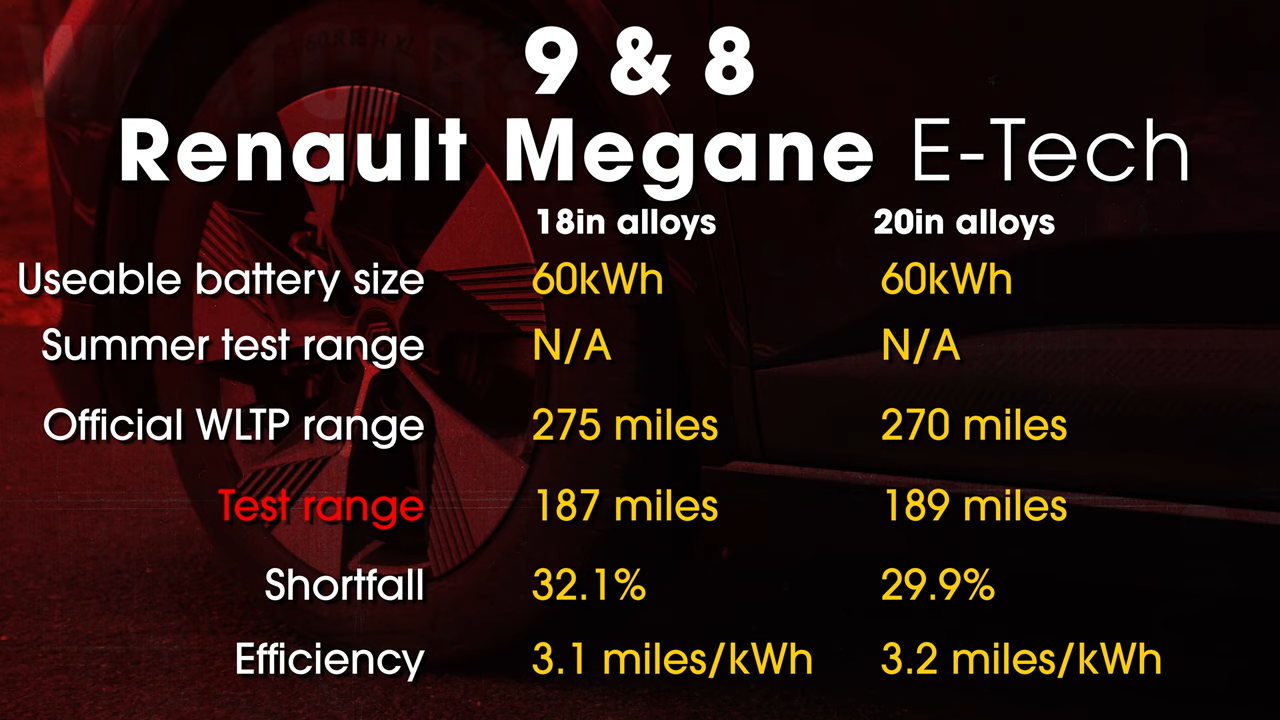 9 & 8
Renault Megane E-Tech
18in alloys 20in alloys
Useable battery size 60kWh 60kWh
Summer test range N/A N/A
Official WLTP range 275 miles 270 miles
Test range 187 miles 189 miles
Shortfall 32.1% 29.9%
Efficiency 3.1 miles/kWh 3.2 miles/kWh